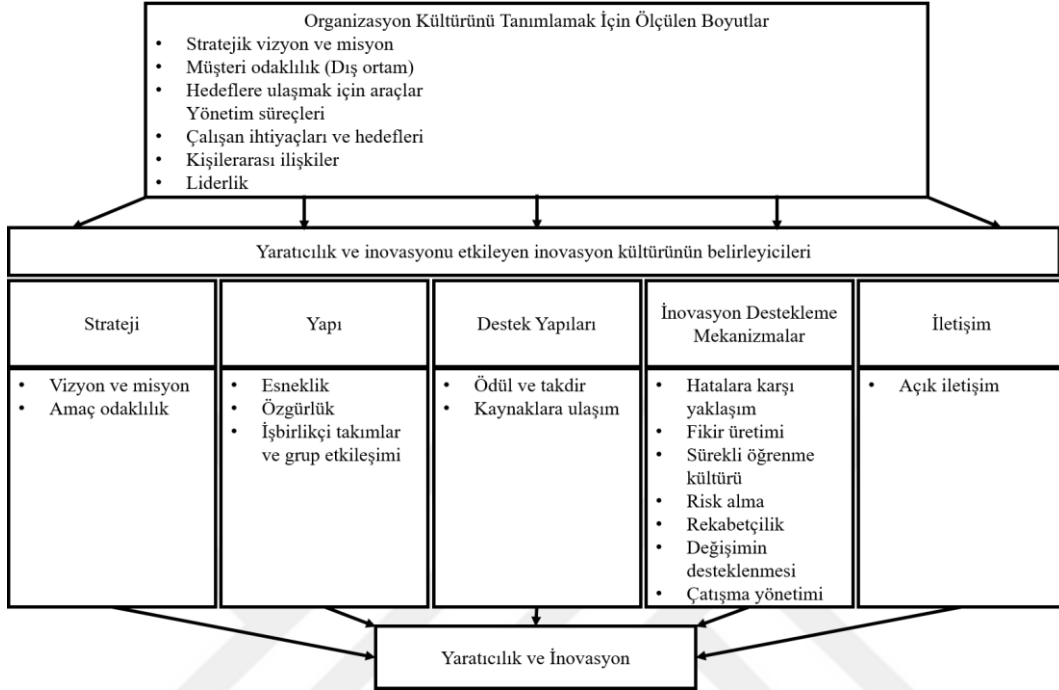 Organizasyon Kültürünü Tanımlamak İçin Ölçülen Boyutlar
• Stratejik vizyon ve misyon
• Müşteri odaklılık (Dış ortam)
• Hedeflere ulaşmak için araçlar
Yönetim süreçleri
• Çalışan ihtiyaçları ve hedefleri
• Kişilerarası ilişkiler
• Liderlik
Yaratıcılık ve inovasyonu etkileyen inovasyon kültürünün belirleyicileri
Strateji
• Vizyon ve misyon
• Amaç odaklılık
Yapı
• Esneklik
• Özgürlük
• İşbirlikçi takımlar
ve grup etkileşimi
Destek Yapıları
• Ödül ve takdir
• Kaynaklara ulaşım
İnovasyon Destekleme
Mekanizmalar
• Hatalara karşı
yaklaşım
• Fikir üretimi
• Sürekli öğrenme
kültürü
• Risk alma
• Rekabetçilik
• Değişimin
desteklenmesi
• Çatışma yönetimi
İletişim
• Açık iletişim
Yaratıcılık ve İnovasyon